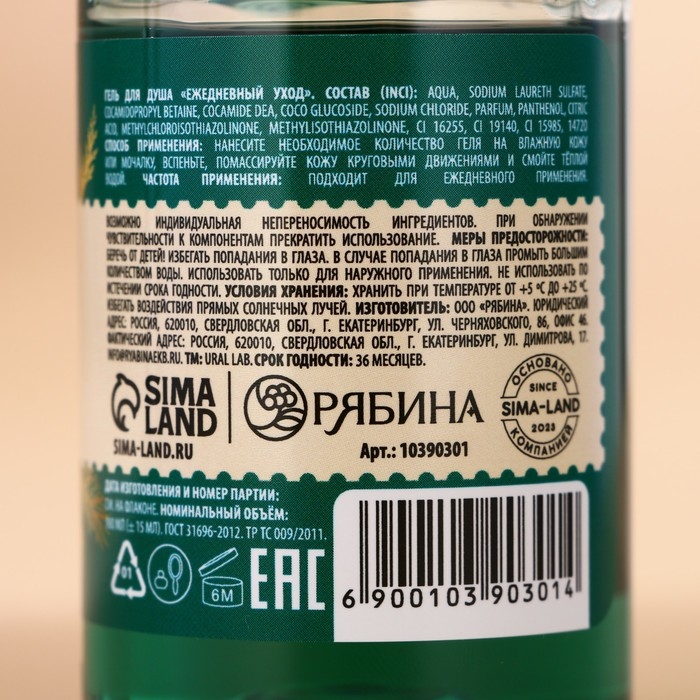 ГЕЛЬ ДЛЯ ДУША «ЕЖЕДНЕВНЫЙ УХОД». СОСТАВ (INCI): AQUA, SODIUM LAURETH SULFATE,
COCAMIDOPROPYL BETAINE, COCAMIDE DEA, COCO GLUCOSIDE, SODIUM CHLORIDE, PARFUM, PANTHENOL, CITRIC
ACID, METHYLCHLOROISOTHIAZOLINONE, METHYLISOTHIAZOLINONE, CI 16255, CI 19140, CI 15985, 14720
СПОСОБ ПРИМЕНЕНИЯ: НАНЕСИТЕ НЕОБХОДИМОЕ КОЛИЧЕСТВО ГЕЛЯ НА ВЛАЖНУЮ КОЖУ
ИЛИ МОЧАЛКУ, ВСПЕНЬТЕ, ПОМАССИРУЙТЕ КОЖУ КРУГОВЫМИ ДВИЖЕНИЯМИ И СМОЙТЕ ТЁПЛОЙ
ВОДОЙ. ЧАСТОТА ПРИМЕНЕНИЯ: ПОДХОДИТ ДЛЯ ЕЖЕДНЕВНОГО ПРИМЕНЕНИЯ.
ВОЗМОЖНО ИНДИВИДУАЛЬНАЯ НЕПЕРЕНОСИМОСТЬ ИНГРЕДИЕНТОВ. ПРИ ОБНАРУЖЕНИИ
ЧУВСТВИТЕЛЬНОСТИ К КОМПОНЕНТАМ ПРЕКРАТИТЬ ИСПОЛЬЗОВАНИЕ. МЕРЫ ПРЕДОСТОРОЖНОСТИ:
БЕРЕЧЬ ОТ ДЕТЕЙ! ИЗБЕГАТЬ ПОПАДАНИЯ В ГЛАЗА. В СЛУЧАЕ ПОПАДАНИЯ В ГЛАЗА ПРОМЫТЬ БОЛЬШИМ
КОЛИЧЕСТВОМ ВОДЫ. ИСПОЛЬЗОВАТЬ ТОЛЬКО ДЛЯ НАРУЖНОГО ПРИМЕНЕНИЯ. НЕ ИСПОЛЬЗОВАТЬ ПО
ИСТЕЧЕНИИ СРОКА ГОДНОСТИ. УСЛОВИЯ ХРАНЕНИЯ: ХРАНИТЬ ПРИ ТЕМПЕРАТУРЕ ОТ +5 °C ДО +25 °C.
ИЗБЕГАТЬ ВОЗДЕЙСТВИЯ ПРЯМЫХ СОЛНЕЧНЫХ ЛУЧЕЙ. ИЗГОТОВИТЕЛЬ: ООО «РЯБИНА». ЮРИДИЧЕСКИЙ
АДРЕС: РОССИЯ, 620010, СВЕРДЛОВСКАЯ ОБЛ., Г. ЕКАТЕРИНБУРГ, УЛ. ЧЕРНЯХОВСКОГО, 86, ОФИС 46.
ФАКТИЧЕСКИЙ АДРЕС: РОССИЯ, 620010, СВЕРДЛОВСКАЯ ОБЛ., Г. ЕКАТЕРИНБУРГ, УЛ. ДИМИТРОВА, 17.
INFO@RYABINAEKB.RU. ТМ: URAL LAB. СРОК ГОДНОСТИ: 36 МЕСЯЦЕВ.
SIMA
LAND
SIMA-LAND.RU
РЯБИНА
Арт.: 10390301
ОСНОВАНО
SINCE
SIMA-LAND
2023
КОМПАНИЕЙ
ДАТА ИЗГОТОВЛЕНИЯ И НОМЕР ПАРТИИ:
СМ. НА ФЛАКОНЕ. НОМИНАЛЬНЫЙ ОБЪЁМ:
МЛ (± 15 МЛ). ГОСТ 31696-2012. ТР ТС 009/2011.
01
6M
EAC
6 900103 903014